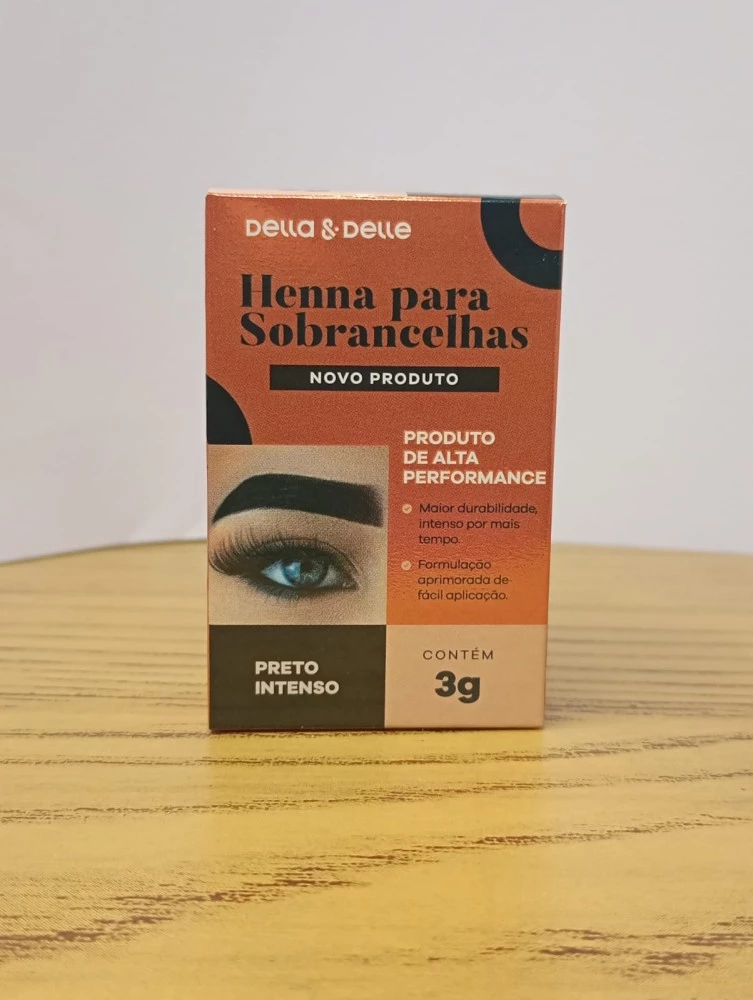 Della & Delle
Henna para
Sobrancelhas
NOVO PRODUTO
PRODUTO
DE ALTA
PERFORMANCE
Maior durabilidade,
intenso por mais
tempo.
Formulação
aprimorada de
fácil aplicação.
PRETO
INTENSO
CONTÉM
3g